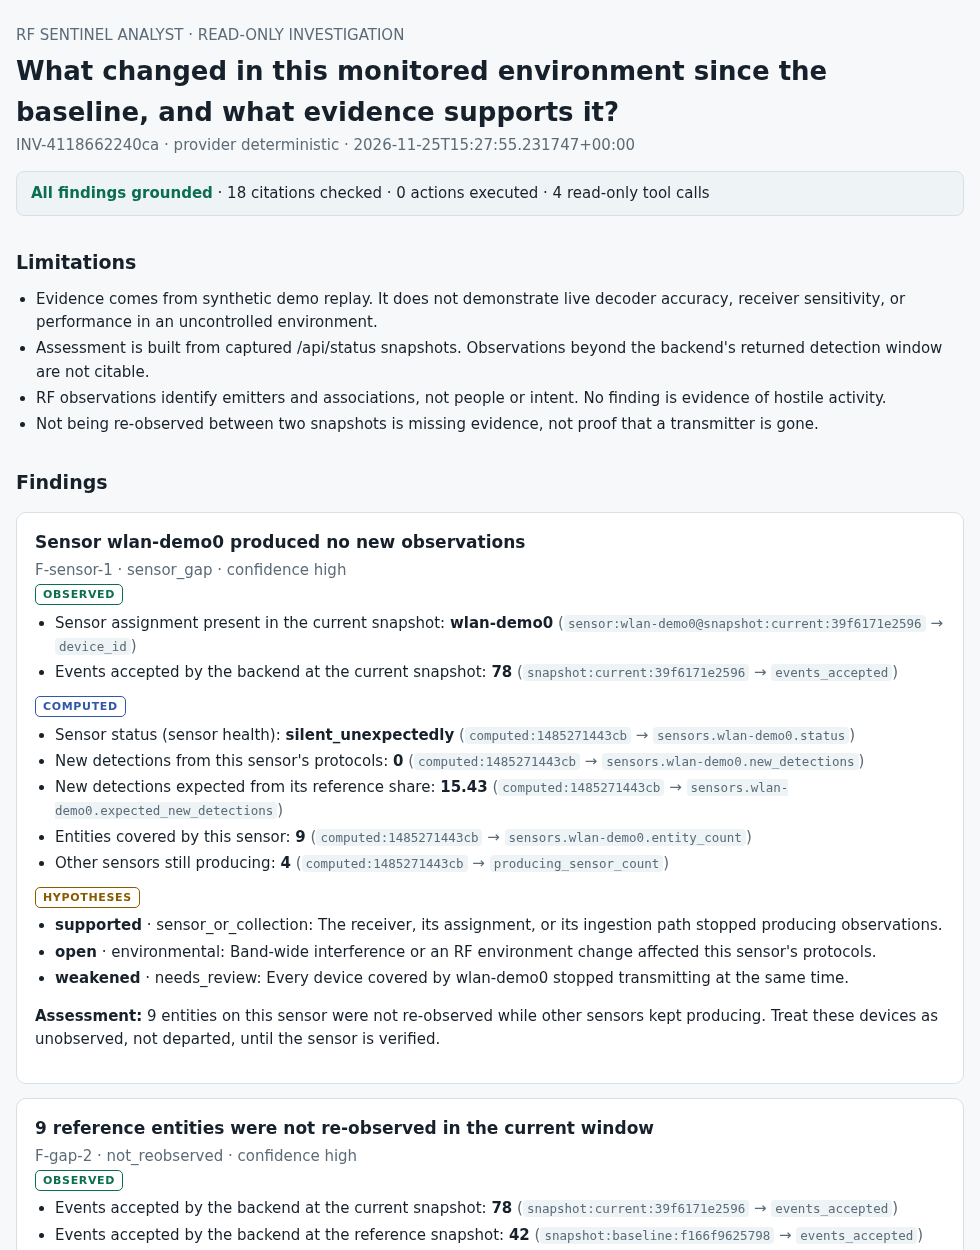 RF SENTINEL ANALYST · READ-ONLY INVESTIGATION
What changed in this monitored environment since the
baseline, and what evidence supports it?
INV-4118662240ca · provider deterministic · 2026-11-25T15:27:55.231747+00:00
All findings grounded · 18 citations checked · 0 actions executed · 4 read-only tool calls
Limitations
• Evidence comes from synthetic demo replay. It does not demonstrate live decoder accuracy, receiver sensitivity, or
performance in an uncontrolled environment.
• Assessment is built from captured /api/status snapshots. Observations beyond the backend's returned detection window
are not citable.
• RF observations identify emitters and associations, not people or intent. No finding is evidence of hostile activity.
• Not being re-observed between two snapshots is missing evidence, not proof that a transmitter is gone.
Findings
Sensor wlan-demo0 produced no new observations
F-sensor-1 · sensor_gap · confidence high
OBSERVED
• Sensor assignment present in the current snapshot: wlan-demo0 (sensor:wlan-demo0@snapshot:current:39f6171e2596 →
device_id)
• Events accepted by the backend at the current snapshot: 78 (snapshot:current:39f6171e2596 → events_accepted)
COMPUTED
• Sensor status (sensor health): silent_unexpectedly (computed:1485271443cb → sensors.wlan-demo0.status)
• New detections from this sensor's protocols: 0 (computed:1485271443cb → sensors.wlan-demo0.new_detections)
• New detections expected from its reference share: 15.43 (computed:1485271443cb → sensors.wlan-
demo0.expected_new_detections)
• Entities covered by this sensor: 9 (computed:1485271443cb → sensors.wlan-demo0.entity_count)
• Other sensors still producing: 4 (computed:1485271443cb → producing_sensor_count)
HYPOTHESES
• supported · sensor_or_collection: The receiver, its assignment, or its ingestion path stopped producing observations.
• open · environmental: Band-wide interference or an RF environment change affected this sensor's protocols.
• weakened · needs_review: Every device covered by wlan-demo0 stopped transmitting at the same time.
Assessment: 9 entities on this sensor were not re-observed while other sensors kept producing. Treat these devices as
unobserved, not departed, until the sensor is verified.
9 reference entities were not re-observed in the current window
F-gap-2 · not_reobserved · confidence high
OBSERVED
• Events accepted by the backend at the current snapshot: 78 (snapshot:current:39f6171e2596 → events_accepted)
• Events accepted by the backend at the reference snapshot: 42 (snapshot:baseline:f166f9625798 → events_accepted)